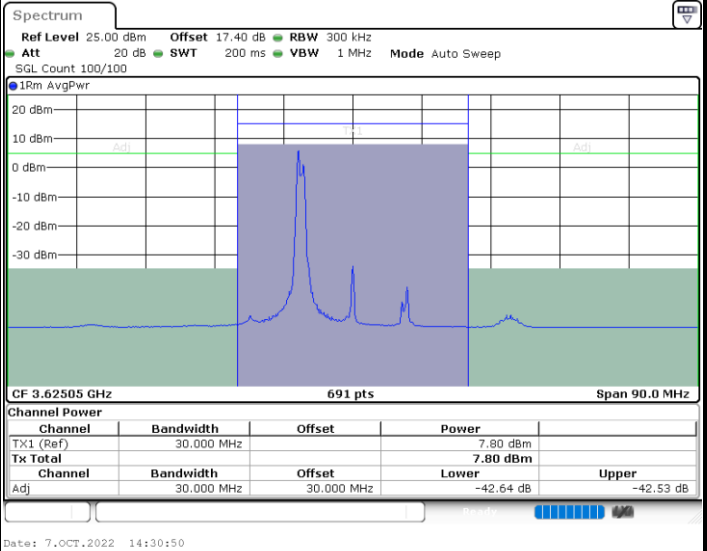 Spectrum
Ref Level 25.00 dBm Offset 17.40 dB RBW 300 kHz
Att 20 dB SWT 200 ms VBW 1 MHz Mode Auto Sweep
SGL Count 100/100
1Rm AvgPwr
20 dBm
TX1
10 dBm
Adj Adj
0 dBm
-10 dBm
-20 dBm
-30 dBm
CF 3.62505 GHz 691 pts Span 90.0 MHz
Channel Power
Channel Bandwidth Offset Power
TX1 (Ref) 30.000 MHz 7.80 dBm
Tx Total 7.80 dBm
Channel Bandwidth Offset Lower Upper
Adj 30.000 MHz 30.000 MHz -42.64 dB -42.53 dB
Ready
Date: 7.OCT.2022 14:30:50